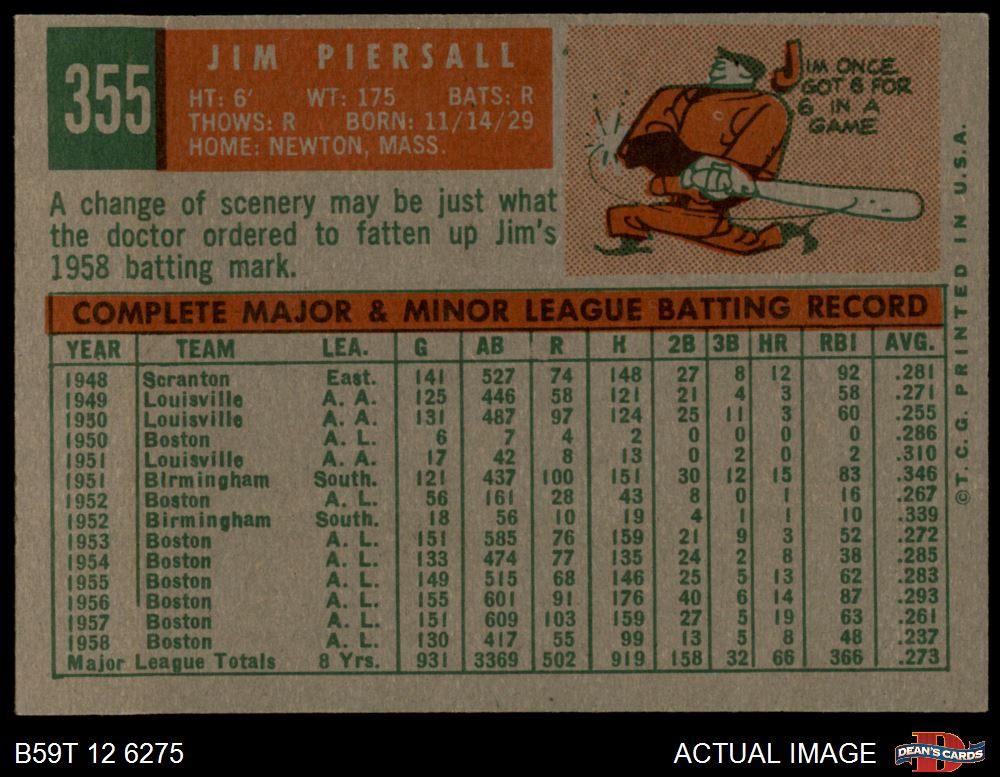 355
JIM PIERSALL
HT: 6' WT: 175 BATS: R
THOWS: R BORN: 11/14/29
HOME: NEWTON, MASS.
JIM ONCE
GOT 6 FOR
6 IN A
GAME
A change of scenery may be just what
the doctor ordered to fatten up Jim's
1958 batting mark.
COMPLETE MAJOR & MINOR LEAGUE BATTING RECORD
YEAR TEAM LEA. G AB R H 2B 3B HR RBI AVG.
1948 Scranton East. 141 527 74 148 27 8 12 92 .281
1949 Louisville A. A. 125 446 58 121 21 4 3 58 .271
1950 Louisville A. A. 131 487 97 124 25 11 3 60 .255
1950 Boston A. L. 6 7 4 2 0 0 0 0 .286
1951 Louisville A. A. 17 42 8 13 0 2 0 2 .310
1951 Birmingham South. 121 437 100 151 30 12 15 83 .346
1952 Boston A. L. 56 161 28 43 8 0 1 16 .267
1952 Birmingham South. 18 56 10 19 4 1 1 10 .339
1953 Boston A. L. 151 585 76 159 21 9 3 52 .272
1954 Boston A. L. 133 474 77 135 24 2 8 38 .285
1955 Boston A. L. 149 515 68 146 25 5 13 62 .283
1956 Boston A. L. 155 601 91 176 40 6 14 87 .293
1957 Boston A. L. 151 609 103 159 27 5 19 63 .261
1958 Boston A. L. 130 417 55 99 13 5 8 48 .237
Major League Totals 8 Yrs. 931 3369 502 919 158 32 66 366 .273
©T.C.G. PRINTED IN U.S.A.
B59T 12 6275
ACTUAL IMAGE
DEAN'S CARDS